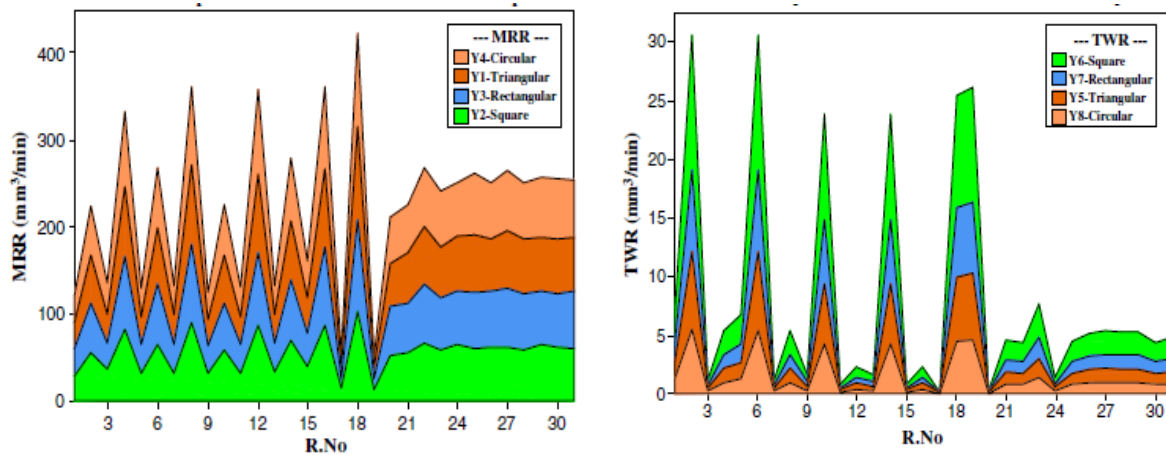 --- MRR ---
Y4-Circular
Y1-Triangular
Y3-Rectangular
Y2-Square
MRR (mm³/min)
400
300
200
100
0
3 6 9 12 15 18 21 24 27 30
R.No
--- TWR ---
Y6-Square
Y7-Rectangular
Y5-Triangular
Y8-Circular
TWR (mm³/min)
30
25
20
15
10
5
0
3 6 9 12 15 18 21 24 27 30
R.No